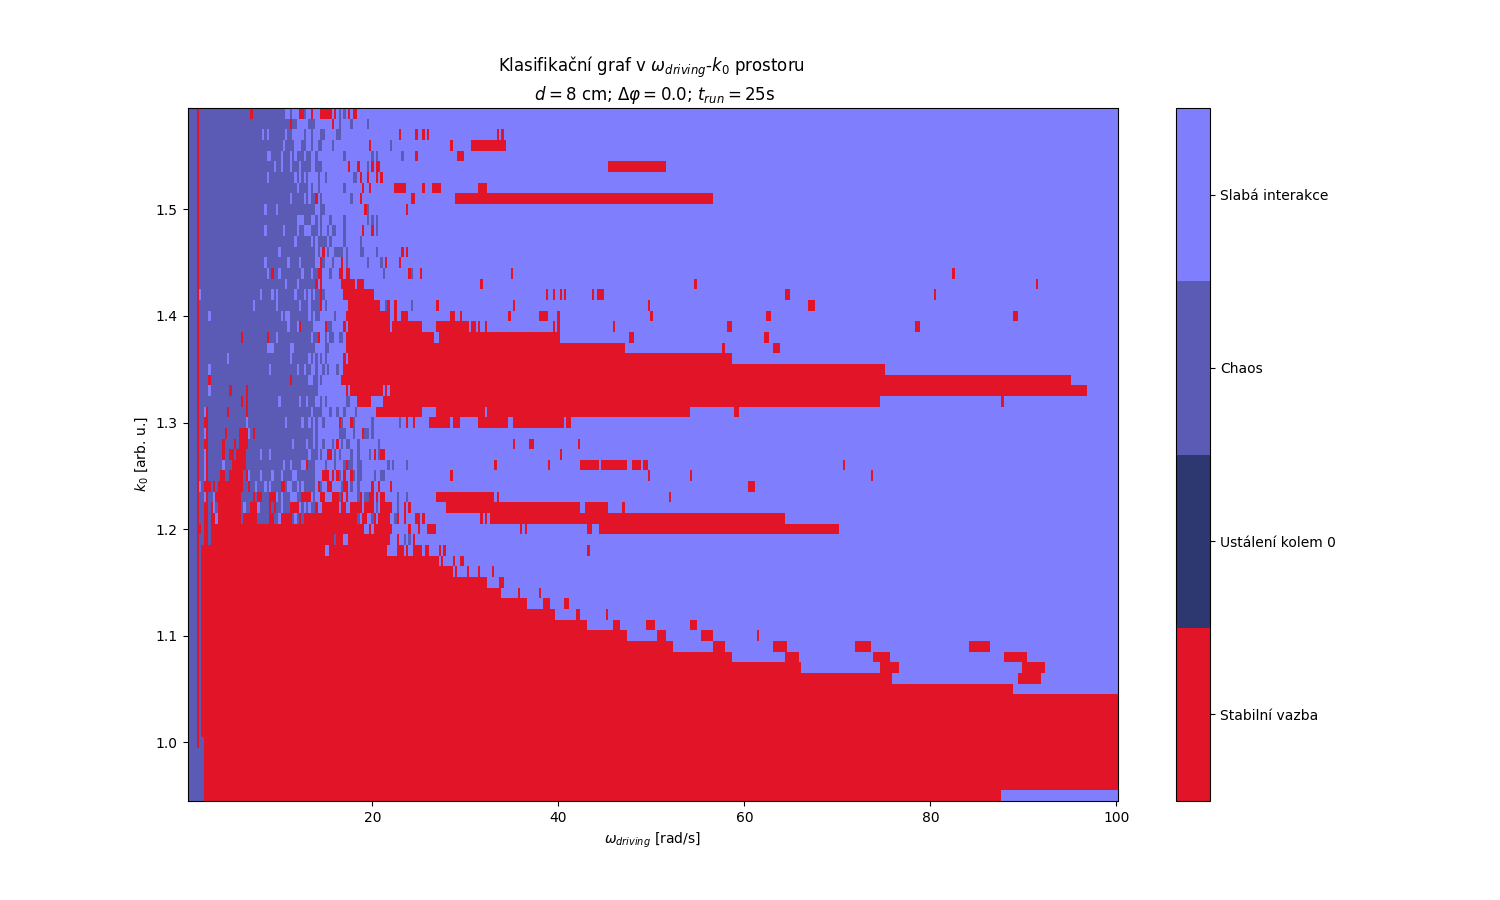 Klasifikační graf v ω_driving-k_0 prostoru
d = 8 cm; Δφ = 0.0; t_run = 25s
1.5
1.4
1.3
1.2
1.1
1.0
k_0 [arb. u.]
20
40
60
80
100
ω_driving [rad/s]
Slabá interakce
Chaos
Ustálení kolem 0
Stabilní vazba